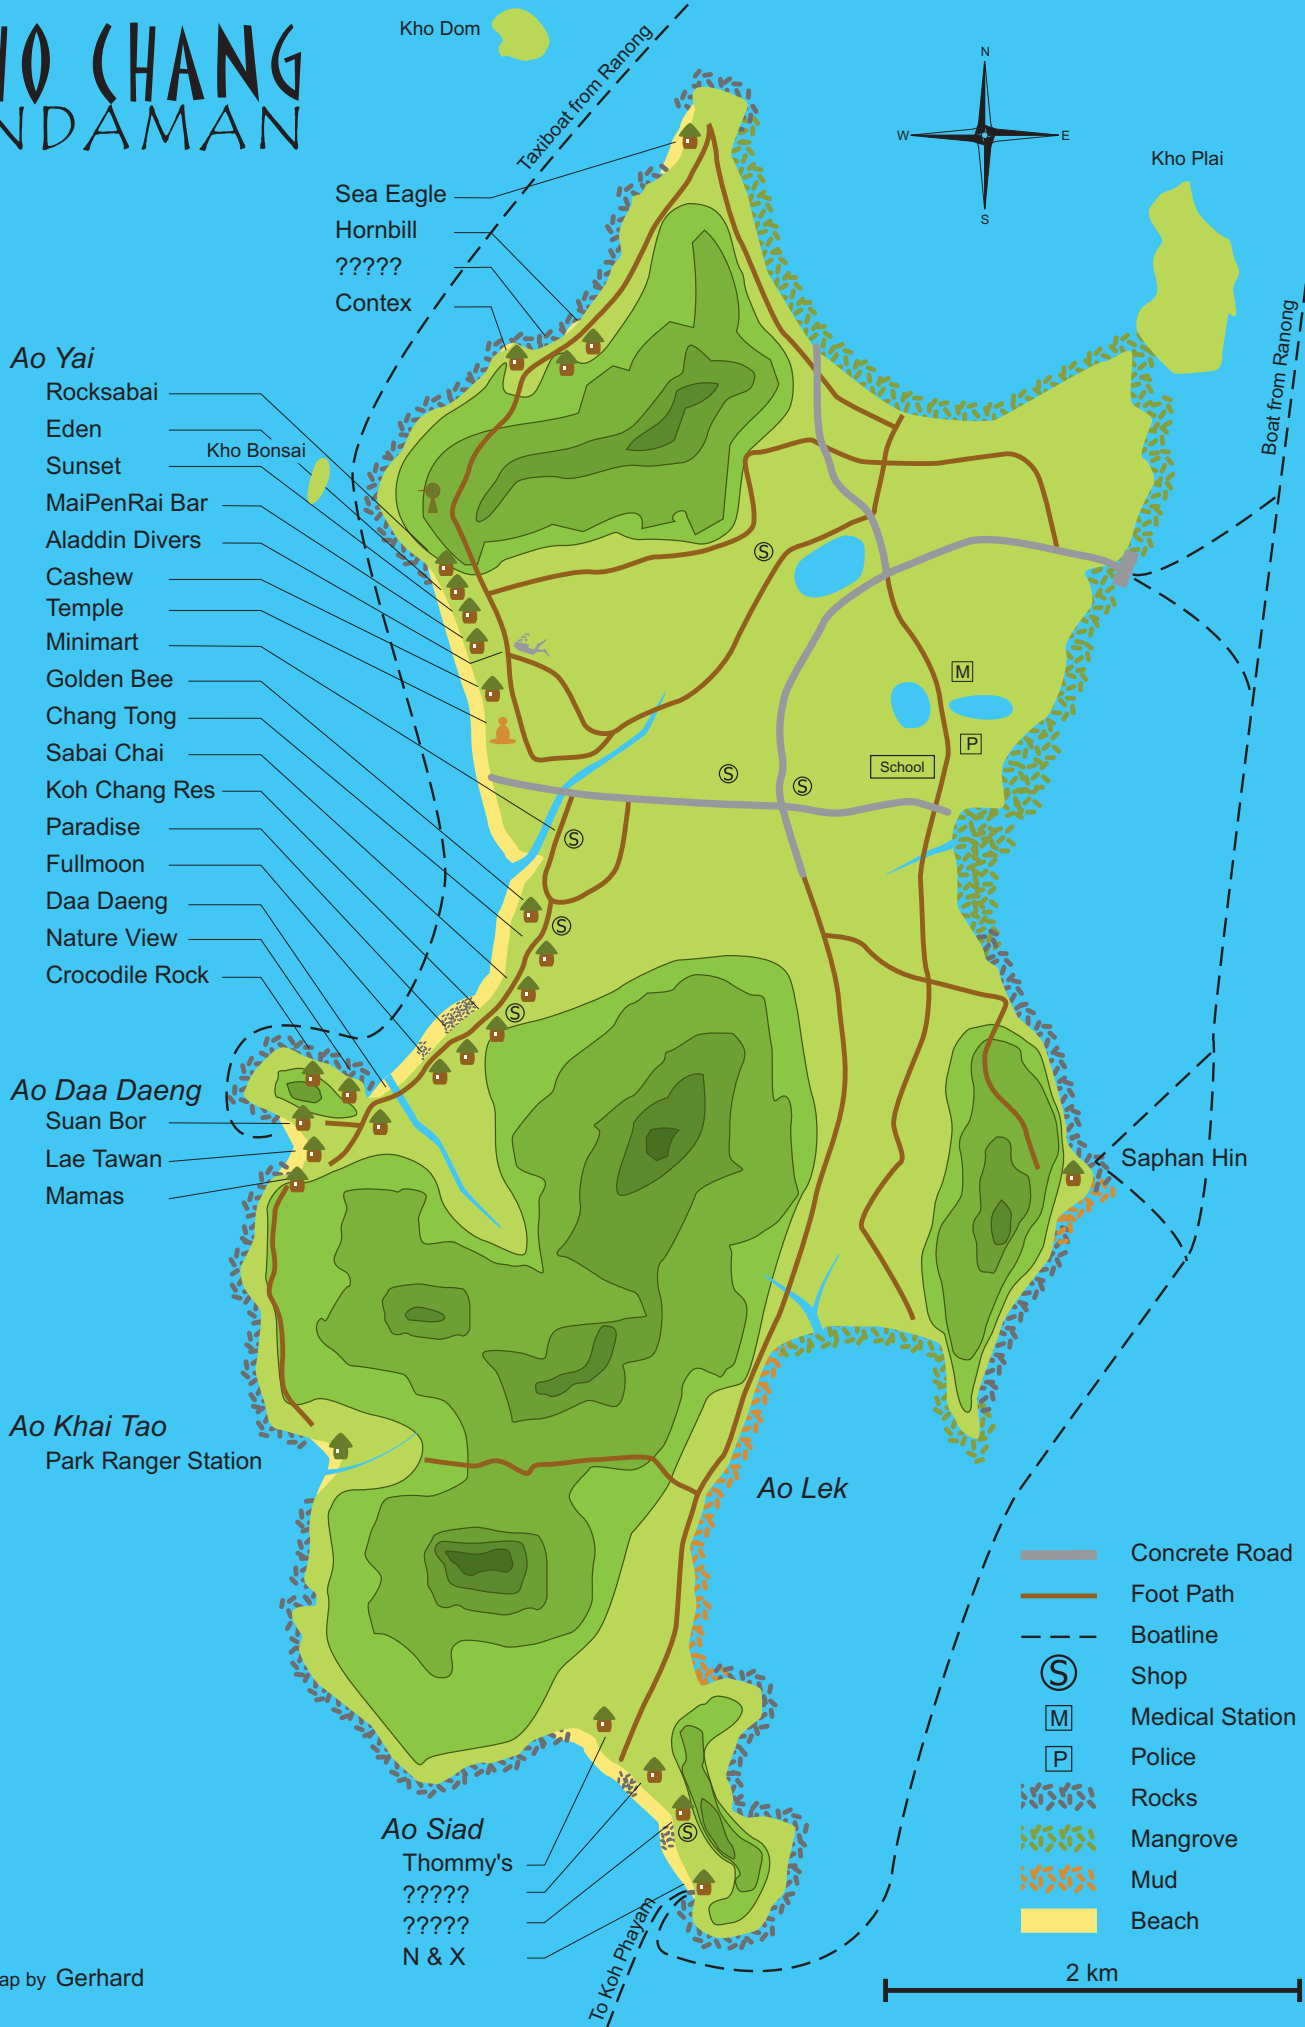 HO CHANG
NDAMAN
Kho Dom
Taxiboat from Ranong
N
W
E
S
Kho Plai
Sea Eagle
Hornbill
?????
Contex
Boat from Ranong
Ao Yai
Rocksabai
Eden
Kho Bonsai
Sunset
MaiPenRai Bar
Aladdin Divers
Cashew
Temple
Minimart
Golden Bee
Chang Tong
Sabai Chai
Koh Chang Res
Paradise
Fullmoon
Daa Daeng
Nature View
Crocodile Rock
S
M
P
School
S
S
S
S
S
Ao Daa Daeng
Suan Bor
Lae Tawan
Mamas
Saphan Hin
Ao Khai Tao
Park Ranger Station
Ao Lek
Concrete Road
Foot Path
Boatline
S Shop
M Medical Station
P Police
Rocks
Mangrove
Mud
Beach
Ao Siad
Thommy's
?????
?????
N & X
S
To Koh Phayam
ap by Gerhard
2 km